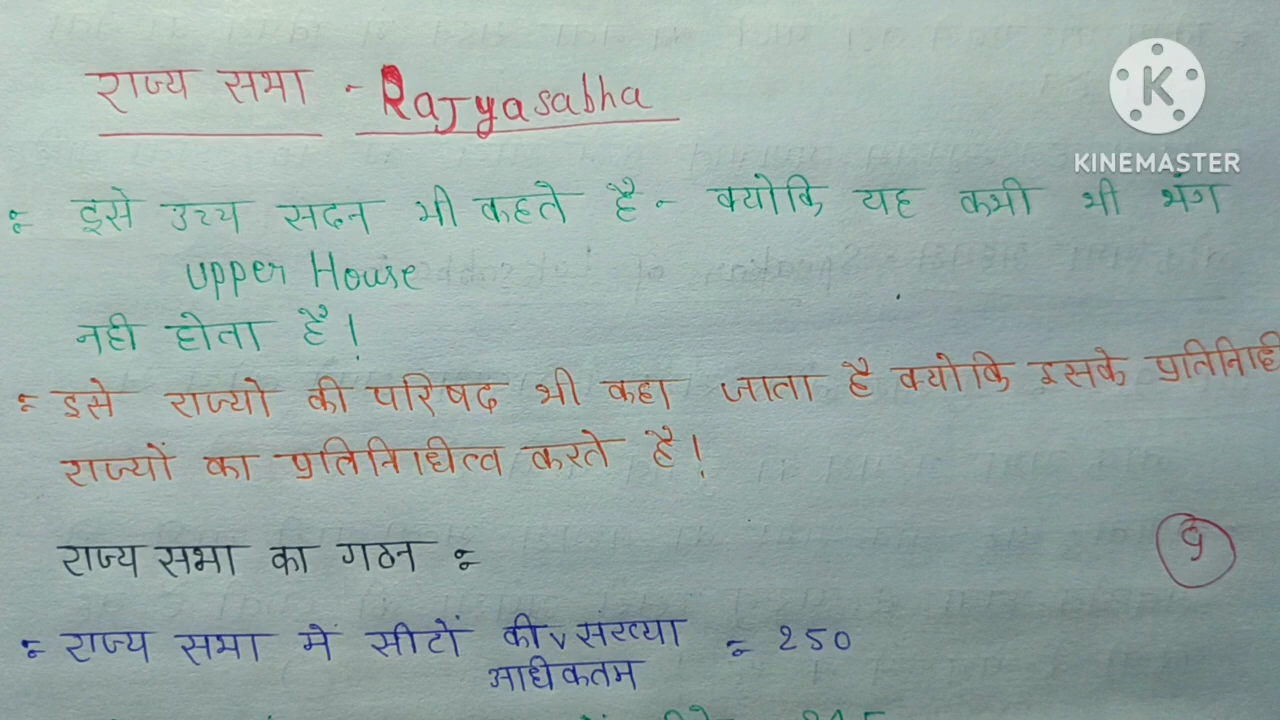 राज्य सभा - Rajyasabha
K
KINEMASTER
इसे उच्च सदन भी कहते है - क्योकि यह कभी भी भंग
upper House
नही होता है !
इसे राज्यो की परिषद भी कहा जाता है क्योकि इसके प्रतिनिधि
राज्यों का प्रतिनिधीत्व करते है !
राज्य सभा का गठन :-
राज्य सभा में सीटों की v संख्या = 250
अधिकतम